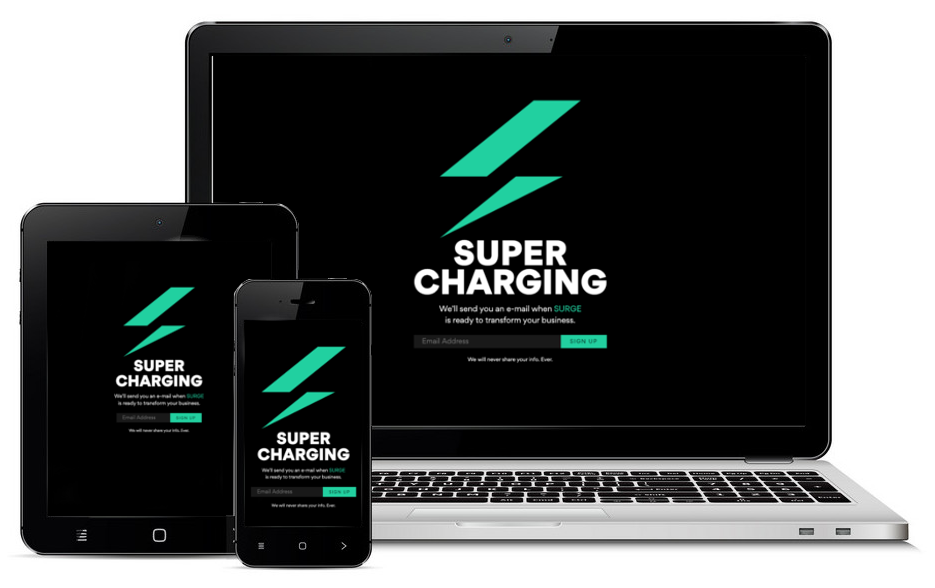 SUPER
CHARGING
We'll send you an e-mail when SURGE
is ready to transform your business.
Email Address
SIGN UP
We will never share your info. Ever.
SUPER
CHARGING
We'll send you an e-mail when SURGE
is ready to transform your business.
Email Address
SIGN UP
We will never share your info. Ever.
SUPER
CHARGING
We'll send you an e-mail when SURGE
is ready to transform your business.
Email Address
SIGN UP
We will never share your info. Ever.